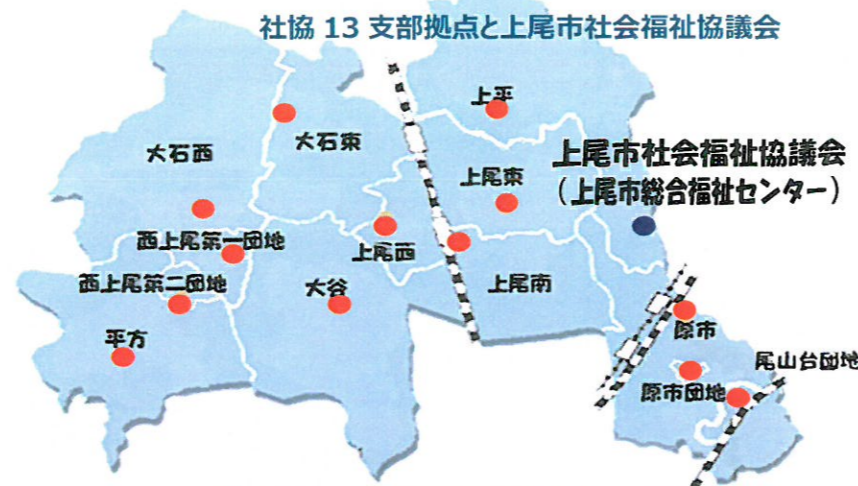 社協 13 支部拠点と上尾市社会福祉協議会
上平
大石西
大石東
上尾市社会福祉協議会
(上尾市総合福祉センター)
上尾東
西上尾第一団地
上尾西
西上尾第二団地
大谷
上尾南
平方
原市
尾山台団地
原市団地